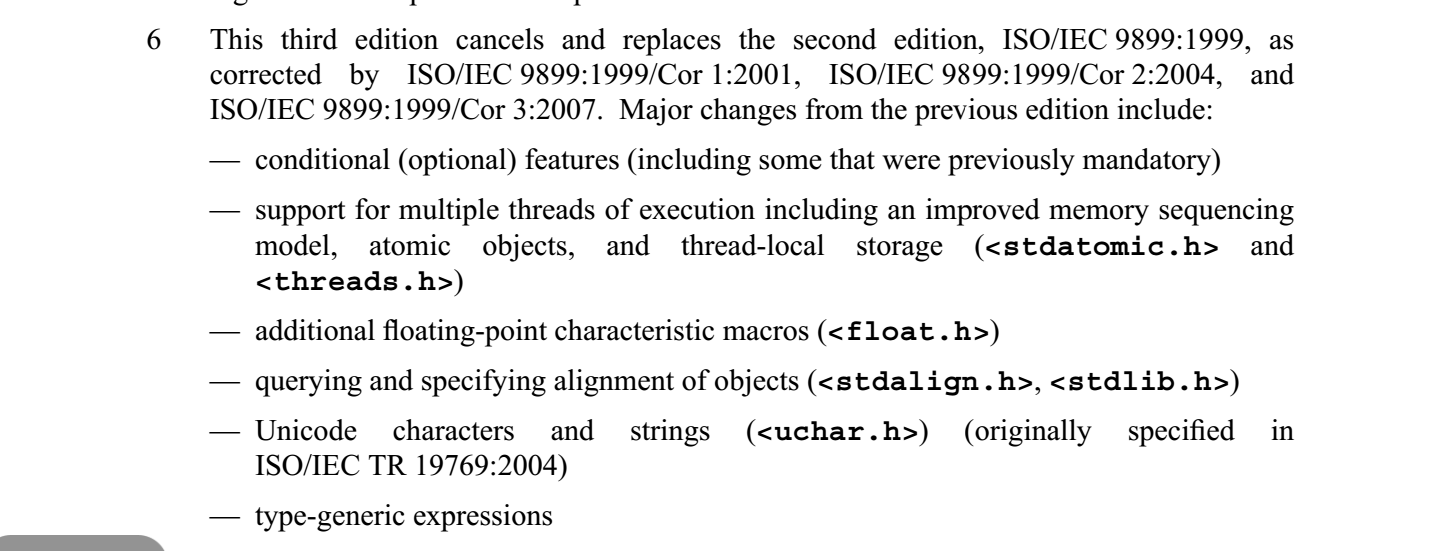 6 This third edition cancels and replaces the second edition, ISO/IEC 9899:1999, as
corrected by ISO/IEC 9899:1999/Cor 1:2001, ISO/IEC 9899:1999/Cor 2:2004, and
ISO/IEC 9899:1999/Cor 3:2007. Major changes from the previous edition include:
— conditional (optional) features (including some that were previously mandatory)
— support for multiple threads of execution including an improved memory sequencing
model, atomic objects, and thread-local storage (<stdatomic.h> and
<threads.h>)
— additional floating-point characteristic macros (<float.h>)
— querying and specifying alignment of objects (<stdalign.h>, <stdlib.h>)
— Unicode characters and strings (<uchar.h>) (originally specified in
ISO/IEC TR 19769:2004)
— type-generic expressions